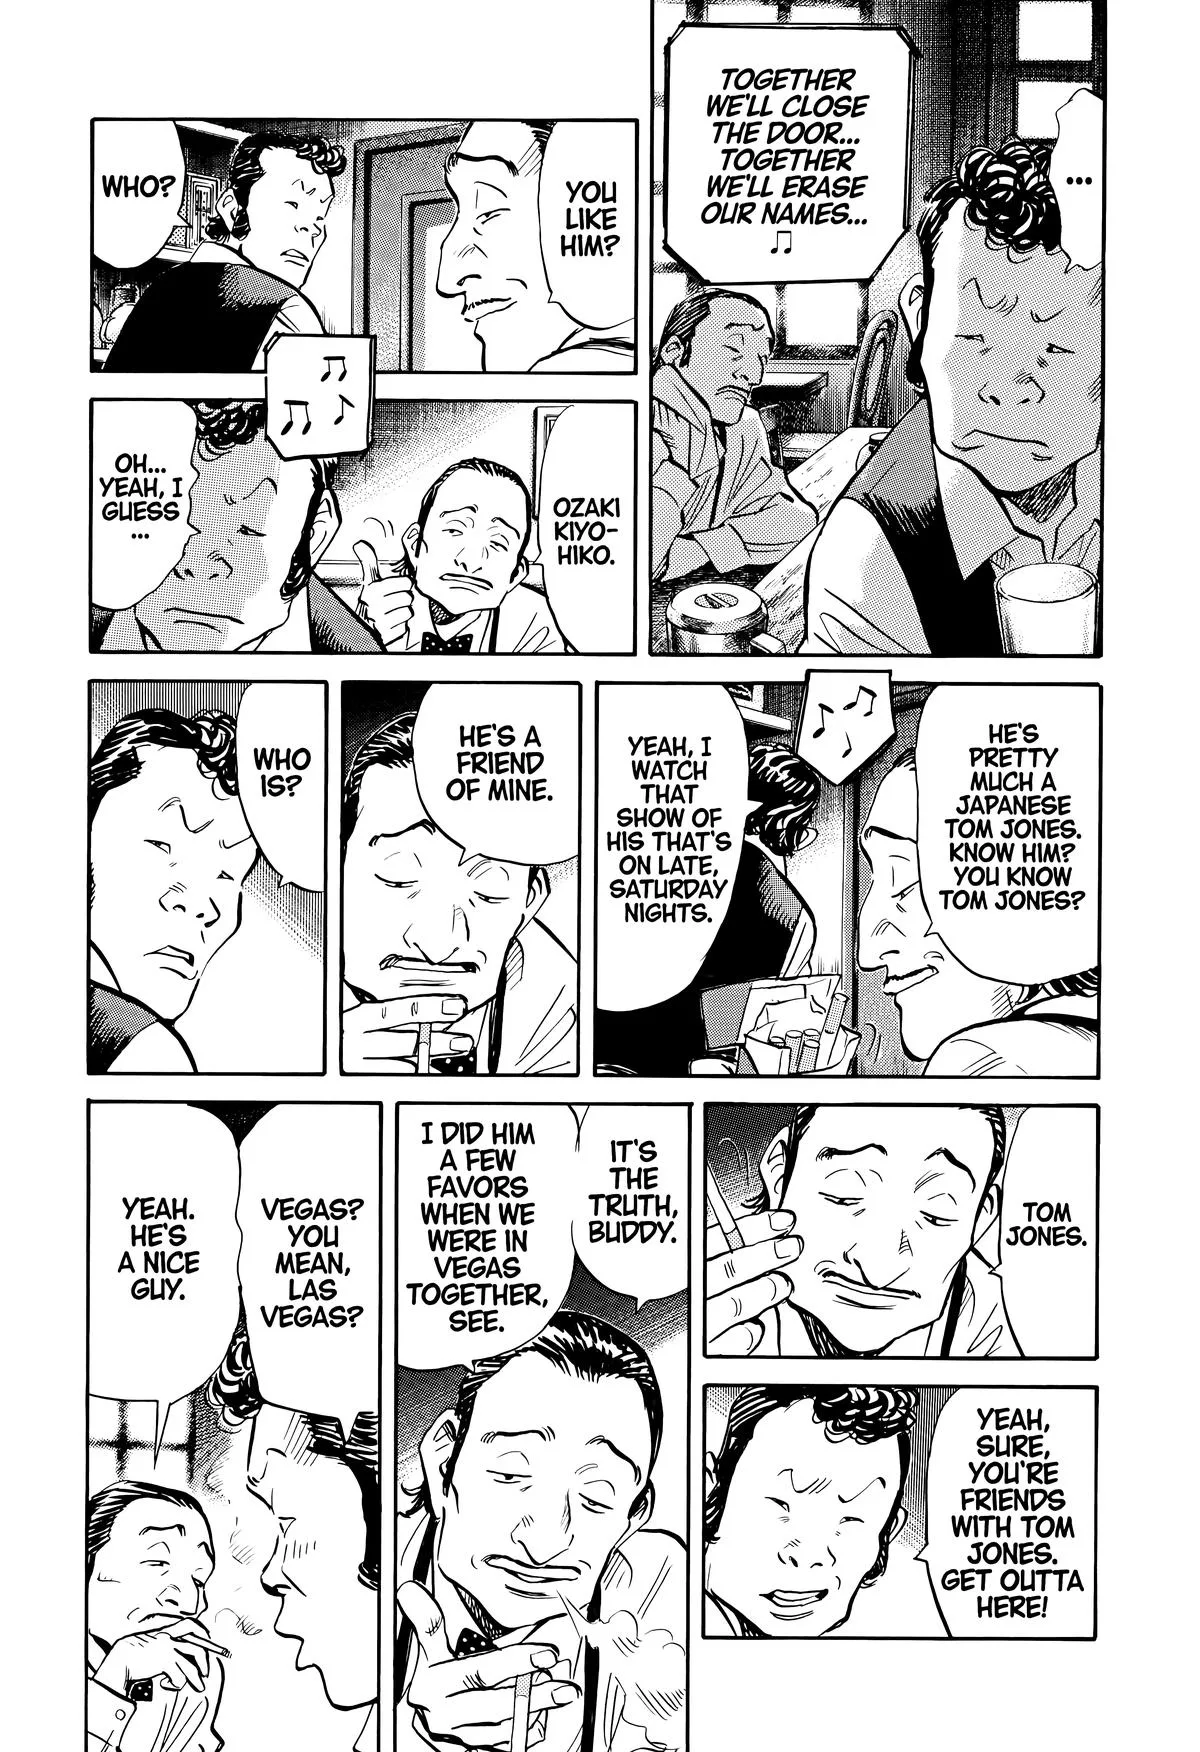 TOGETHER
WE'LL CLOSE
THE DOOR...
TOGETHER
WE'LL ERASE
OUR NAMES...
♫
...
YOU
LIKE
HIM?
WHO?
OZAKI
KIYO-
HIKO.
OH...
YEAH, I
GUESS
...
HE'S
PRETTY
MUCH A
JAPANESE
TOM JONES.
KNOW HIM?
YOU KNOW
TOM JONES?
YEAH, I
WATCH
THAT
SHOW OF
HIS THAT'S
ON LATE,
SATURDAY
NIGHTS.
HE'S A
FRIEND
OF MINE.
WHO
IS?
TOM
JONES.
YEAH,
SURE,
YOU'RE
FRIENDS
WITH TOM
JONES.
GET OUTTA
HERE!
IT'S
THE
TRUTH,
BUDDY.
I DID HIM
A FEW
FAVORS
WHEN WE
WERE IN
VEGAS
TOGETHER,
SEE.
VEGAS?
YOU
MEAN,
LAS
VEGAS?
YEAH.
HE'S
A NICE
GUY.